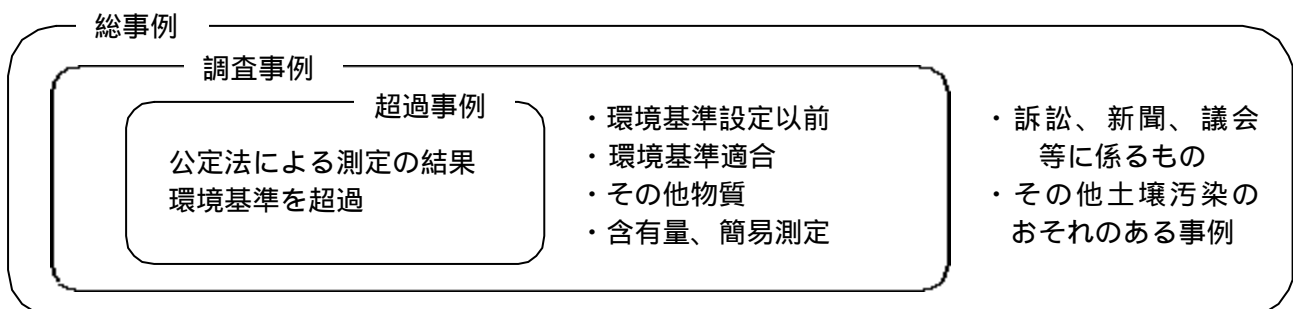 総事例
調査事例
超過事例
公定法による測定の結果
環境基準を超過
・環境基準設定以前
・環境基準適合
・その他物質
・含有量、簡易測定
・訴訟、新聞、議会
等に係るもの
・その他土壌汚染の
おそれのある事例